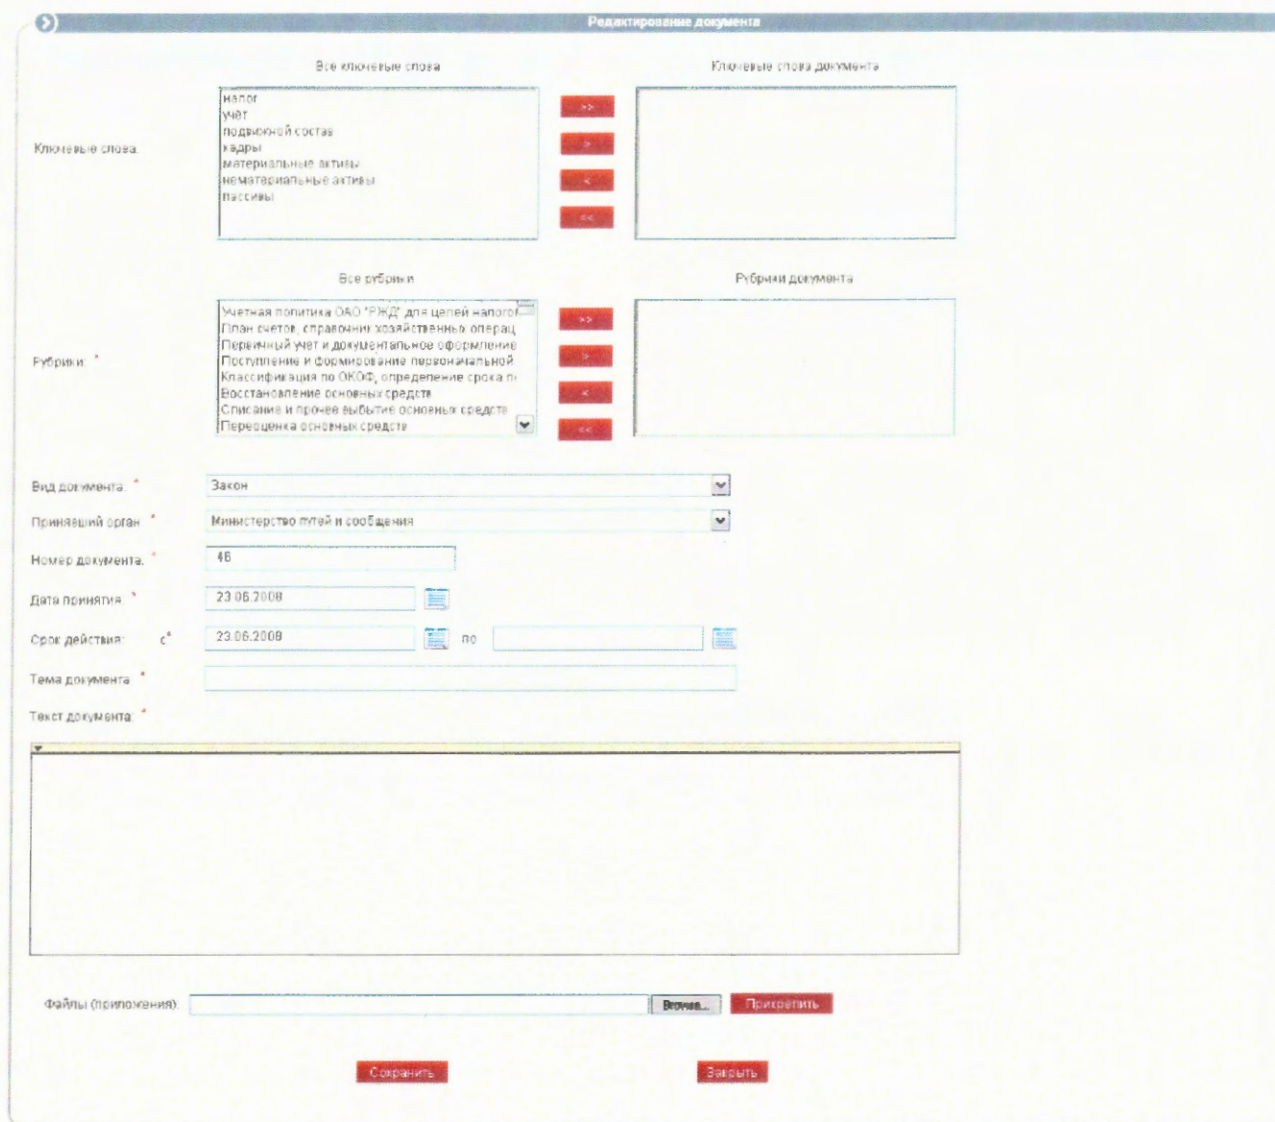 Редактирование документа
Все ключевые слова
Ключевые слова документа
Ключевые слова:
налог
учет
подвижной состав
кадры
материальные активы
нематериальные активы
пассивы
>>
>
<
<<
Все рубрики
Рубрики документа
Рубрики: *
Учетная политика ОАО "РЖД" для целей налогог
План счетов, справочник хозяйственных операц
Первичный учет и документальное оформление
Поступление и формирование первоначальной
Классификация по ОКОФ, определение срока по
Восстановление основных средств
Списание и прочее выбытие основных средств
Переоценка основных средств
>>
>
<
<<
Вид документа: *
Закон
Принявший орган: *
Министерство путей и сообщения
Номер документа: *
46
Дата принятия: *
23.06.2008
Срок действия: с* 23.06.2008 по
Тема документа: *
Текст документа: *
Файлы (приложения): Browse... Прикрепить
Сохранить Закрыть